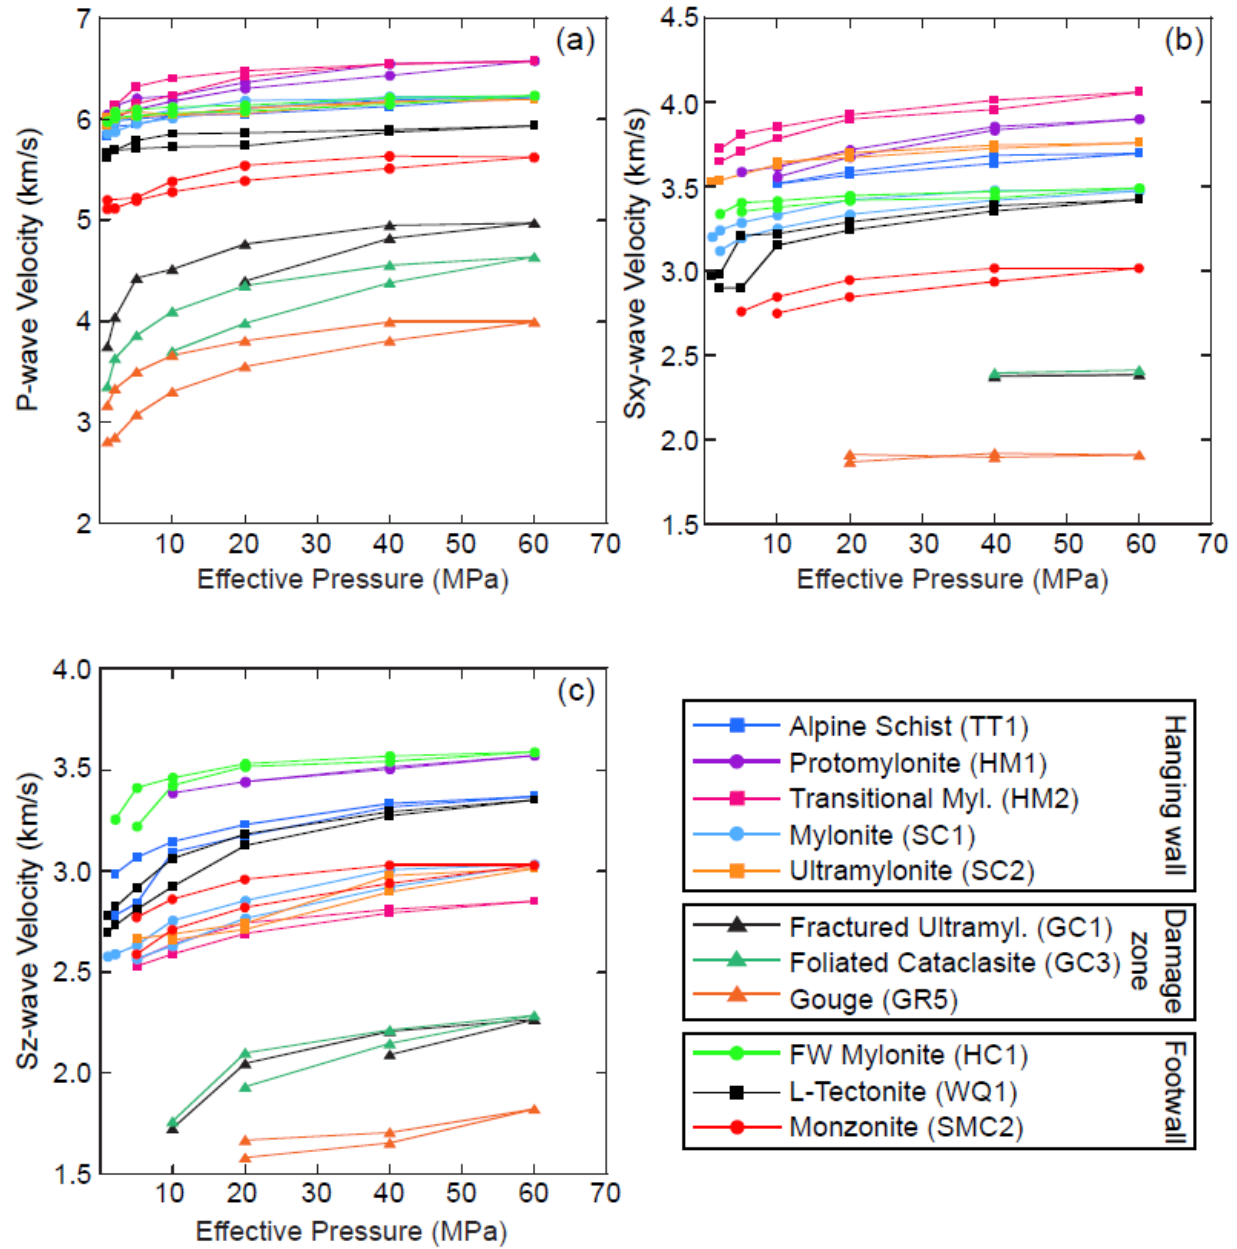 (a)
7
6
5
4
3
2
P-wave Velocity (km/s)
10 20 30 40 50 60 70
Effective Pressure (MPa)
(b)
4.5
4.0
3.5
3.0
2.5
2.0
1.5
Sxy-wave Velocity (km/s)
10 20 30 40 50 60 70
Effective Pressure (MPa)
(c)
4.0
3.5
3.0
2.5
2.0
1.5
Sz-wave Velocity (km/s)
10 20 30 40 50 60 70
Effective Pressure (MPa)
Alpine Schist (TT1)
Protomylonite (HM1)
Transitional Myl. (HM2)
Mylonite (SC1)
Ultramylonite (SC2)
Hanging wall
Fractured Ultramyl. (GC1)
Foliated Cataclasite (GC3)
Gouge (GR5)
Damage
zone
FW Mylonite (HC1)
L-Tectonite (WQ1)
Monzonite (SMC2)
Footwall